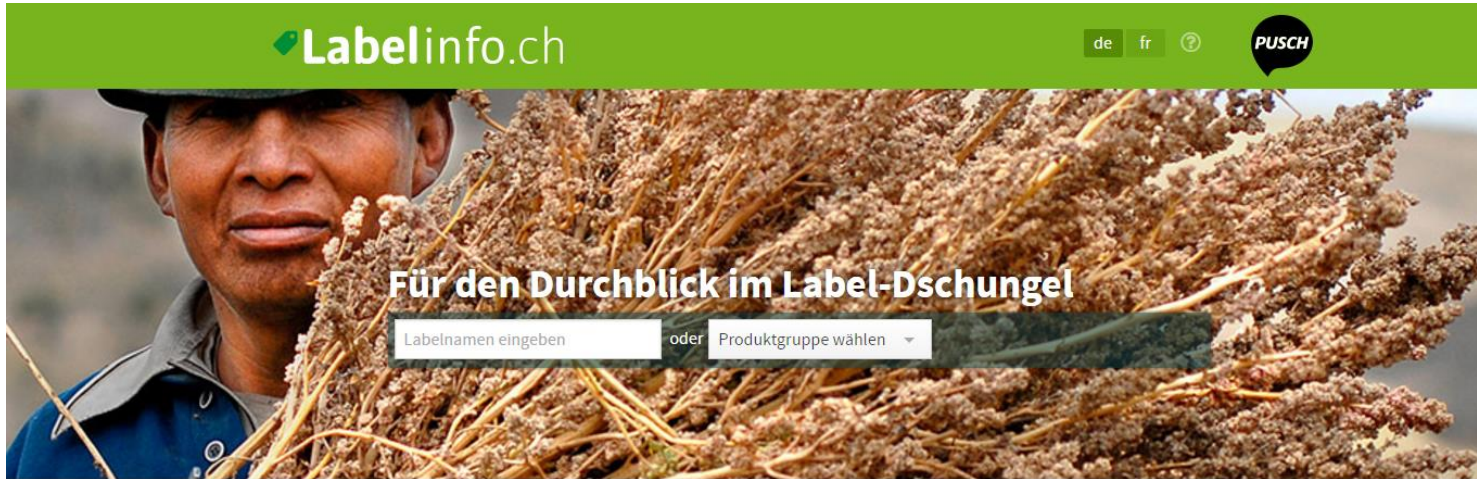 Labelinfo.ch
de fr ?
PUSCH
Für den Durchblick im Label-Dschungel
Labelnamen eingeben oder Produktgruppe wählen